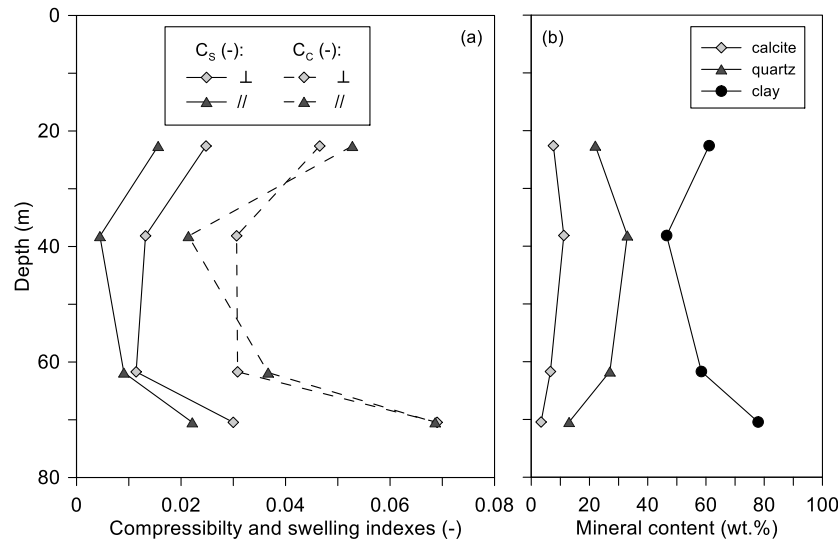 (a)
C_S (-): C_C (-):
⊥ ⊥
// //
0
20
40
60
80
Depth (m)
0 0.02 0.04 0.06 0.08
Compressibilty and swelling indexes (-)
(b)
calcite
quartz
clay
0 20 40 60 80 100
Mineral content (wt.%)